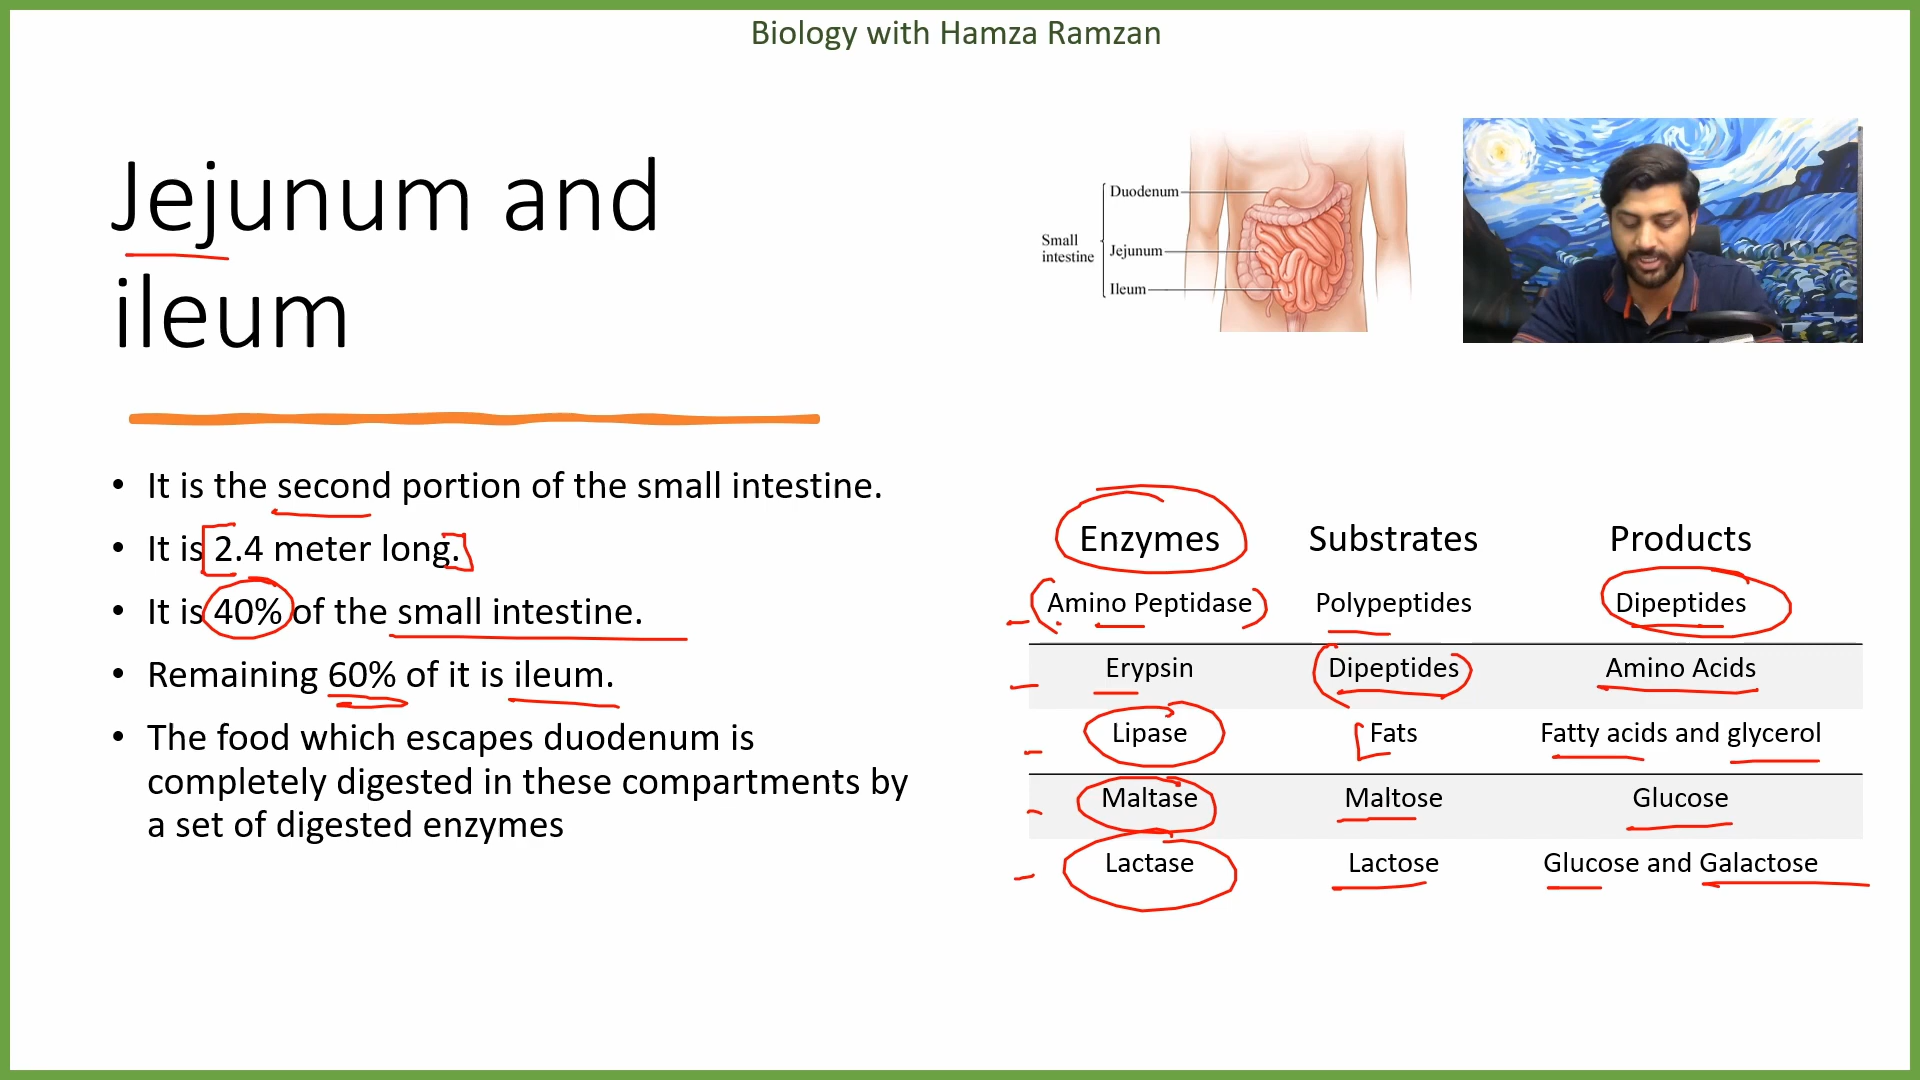 Biology with Hamza Ramzan
Jejunum and
ileum
Duodenum
Small
intestine
Jejunum
Ileum
• It is the second portion of the small intestine.
• It is 2.4 meter long.
• It is 40% of the small intestine.
• Remaining 60% of it is ileum.
• The food which escapes duodenum is
completely digested in these compartments by
a set of digested enzymes
Enzymes Substrates Products
Amino Peptidase Polypeptides Dipeptides
Erypsin Dipeptides Amino Acids
Lipase Fats Fatty acids and glycerol
Maltase Maltose Glucose
Lactase Lactose Glucose and Galactose